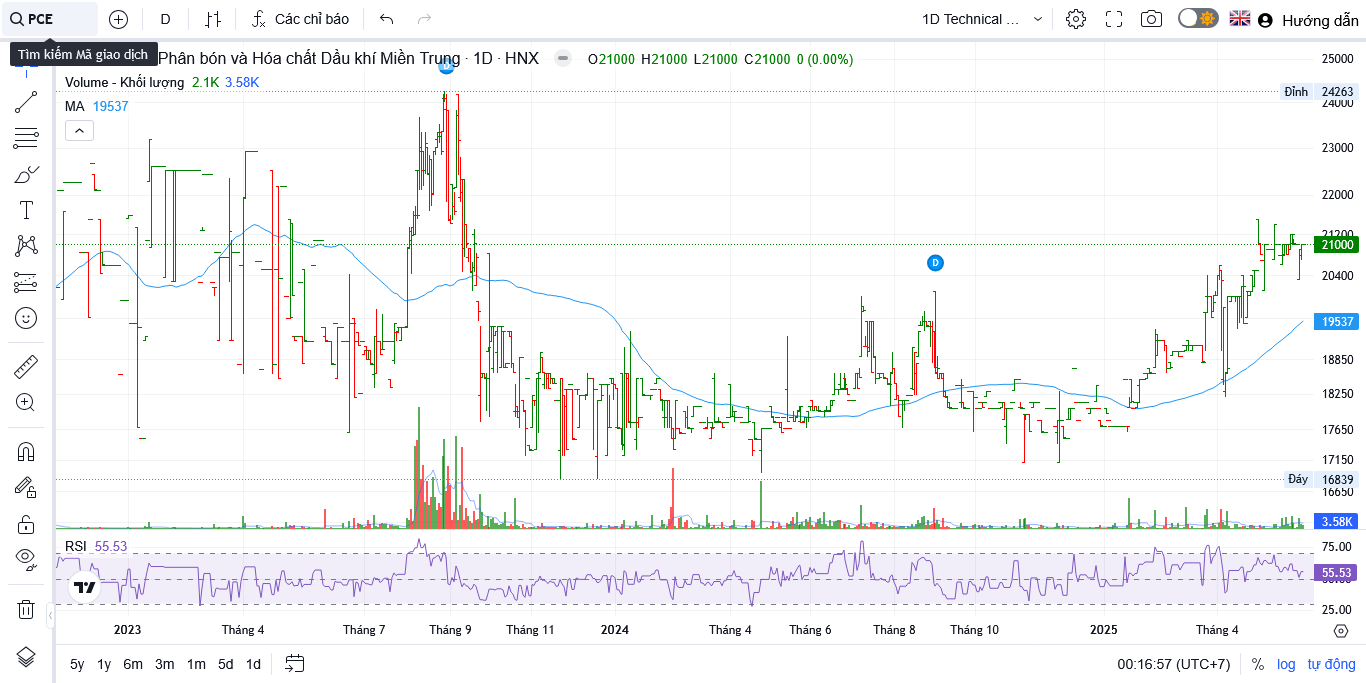 PCE
D
Các chỉ báo
1D Technical ...
Hướng dẫn
Tìm kiếm Mã giao dịch
Phân bón và Hóa chất Dầu khí Miền Trung · 1D · HNX
O21000 H21000 L21000 C21000 0 (0.00%)
Volume - Khối lượng 2.1K 3.58K
MA 19537
D
D
25000
Đỉnh 24263
24000
23000
22000
21200
21000
20400
19537
18850
18250
17650
17150
Đáy 16839
16650
3.58K
RSI 55.53
75.00
55.53
50.00
25.00
2023 Tháng 4 Tháng 7 Tháng 9 Tháng 11 2024 Tháng 4 Tháng 6 Tháng 8 Tháng 10 2025 Tháng 4
5y 1y 6m 3m 1m 5d 1d
00:16:57 (UTC+7) % log tự động